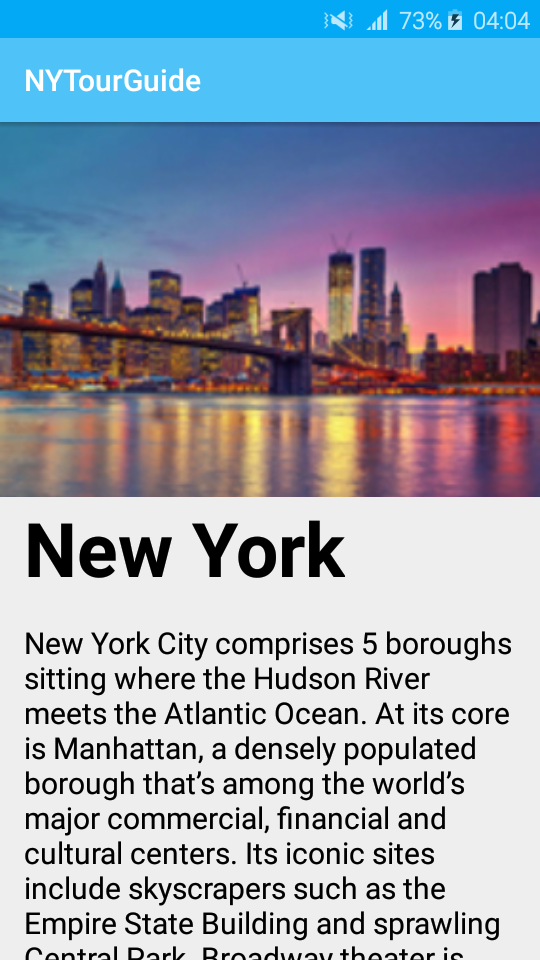 73% 04:04
NYTourGuide
New York
New York City comprises 5 boroughs
sitting where the Hudson River
meets the Atlantic Ocean. At its core
is Manhattan, a densely populated
borough that’s among the world’s
major commercial, financial and
cultural centers. Its iconic sites
include skyscrapers such as the
Empire State Building and sprawling
Central Park. Broadway theater is